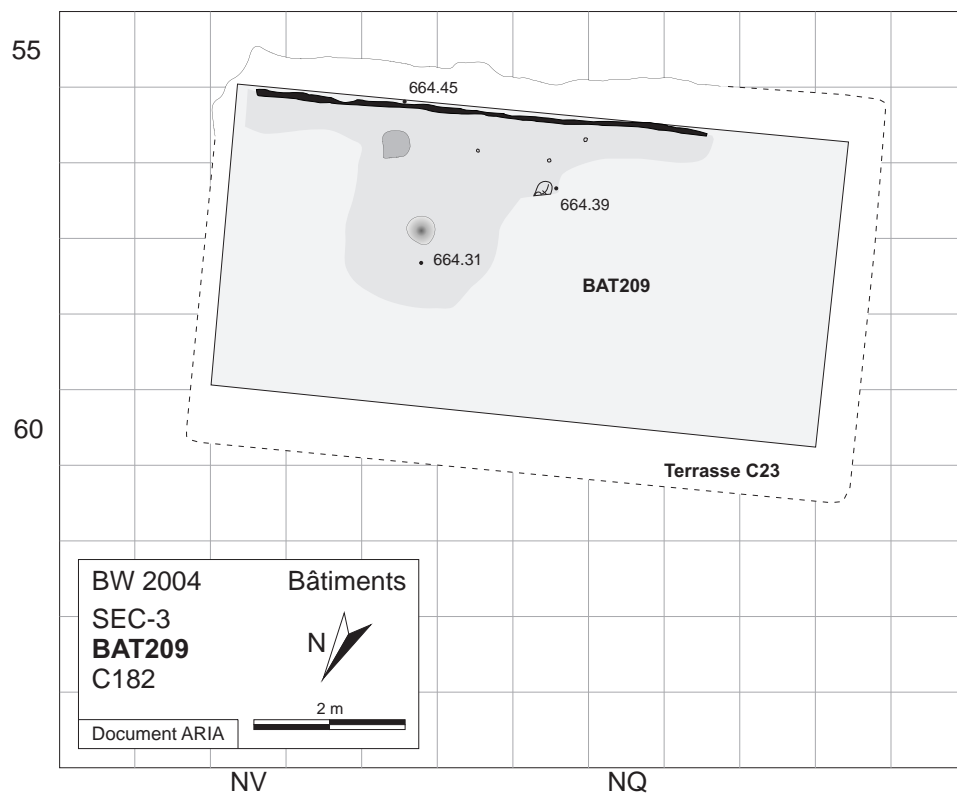 55
664.45
664.39
664.31
BAT209
60
Terrasse C23
BW 2004 Bâtiments
SEC-3
BAT209
C182
N
2 m
Document ARIA
NV NQ